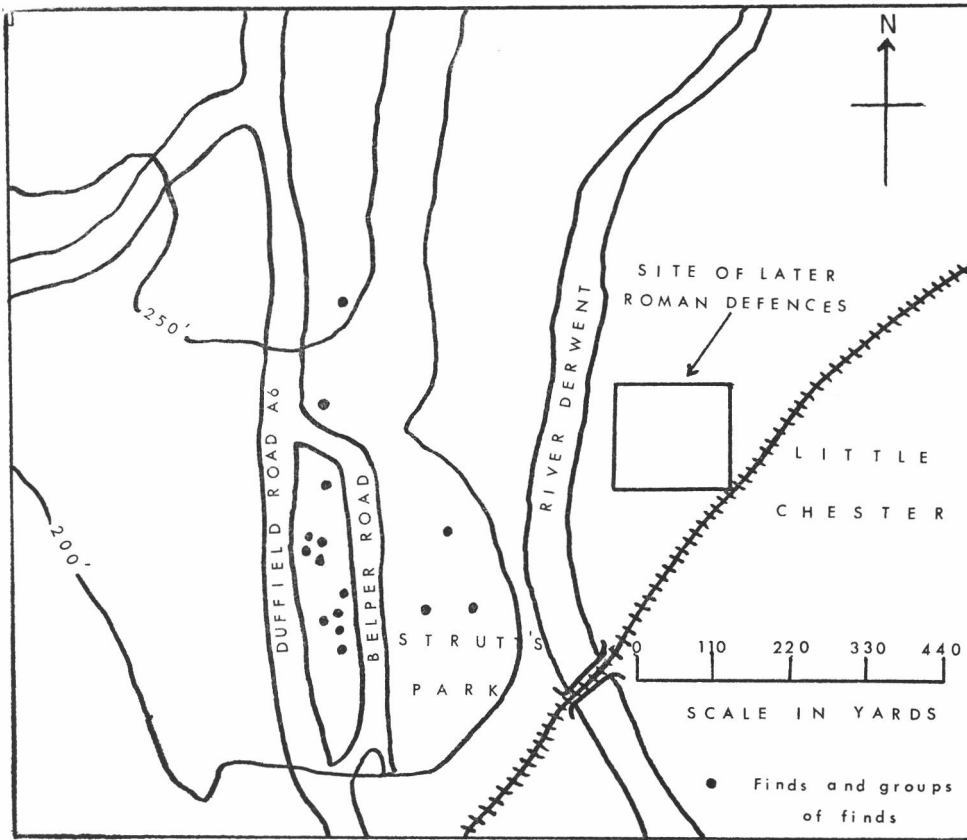 N
SITE OF LATER
ROMAN DEFENCES
250'
RIVER DERWENT
DUFFIELD ROAD A6
BELPER ROAD
LITTLE
CHESTER
200'
STRUTT'S
PARK
0 110 220 330 440
SCALE IN YARDS
Finds and groups
of finds